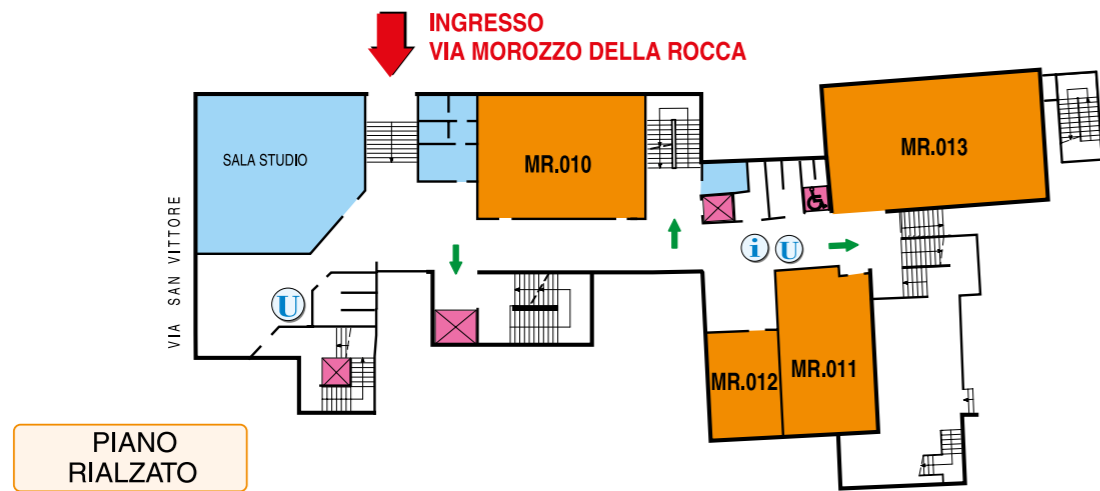 INGRESSO
VIA MOROZZO DELLA ROCCA
SALA STUDIO
MR.010
MR.013
VIA SAN VITTORE
i
U
U
MR.012
MR.011
PIANO
RIALZATO